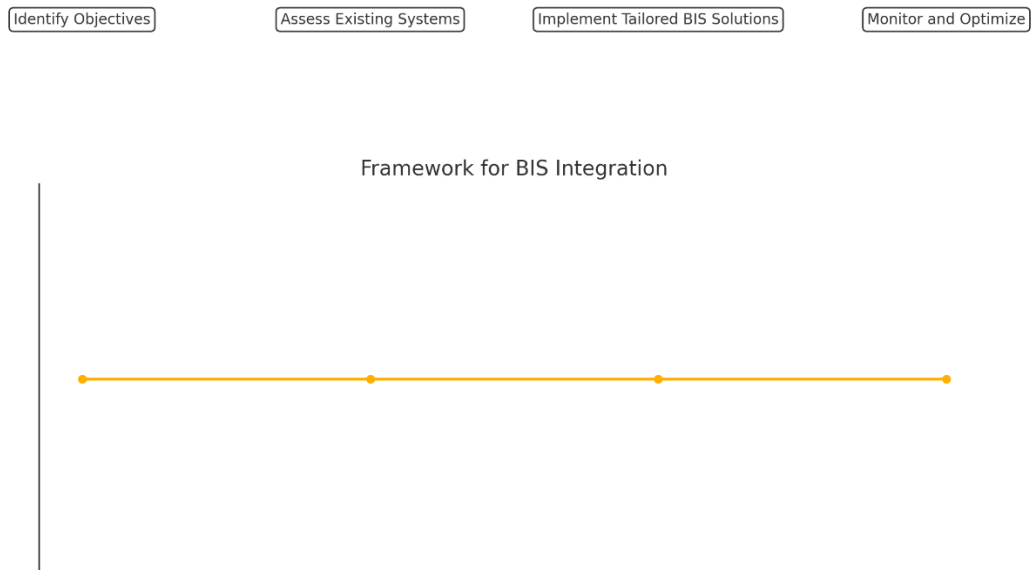 Identify Objectives
Assess Existing Systems
Implement Tailored BIS Solutions
Monitor and Optimize
Framework for BIS Integration